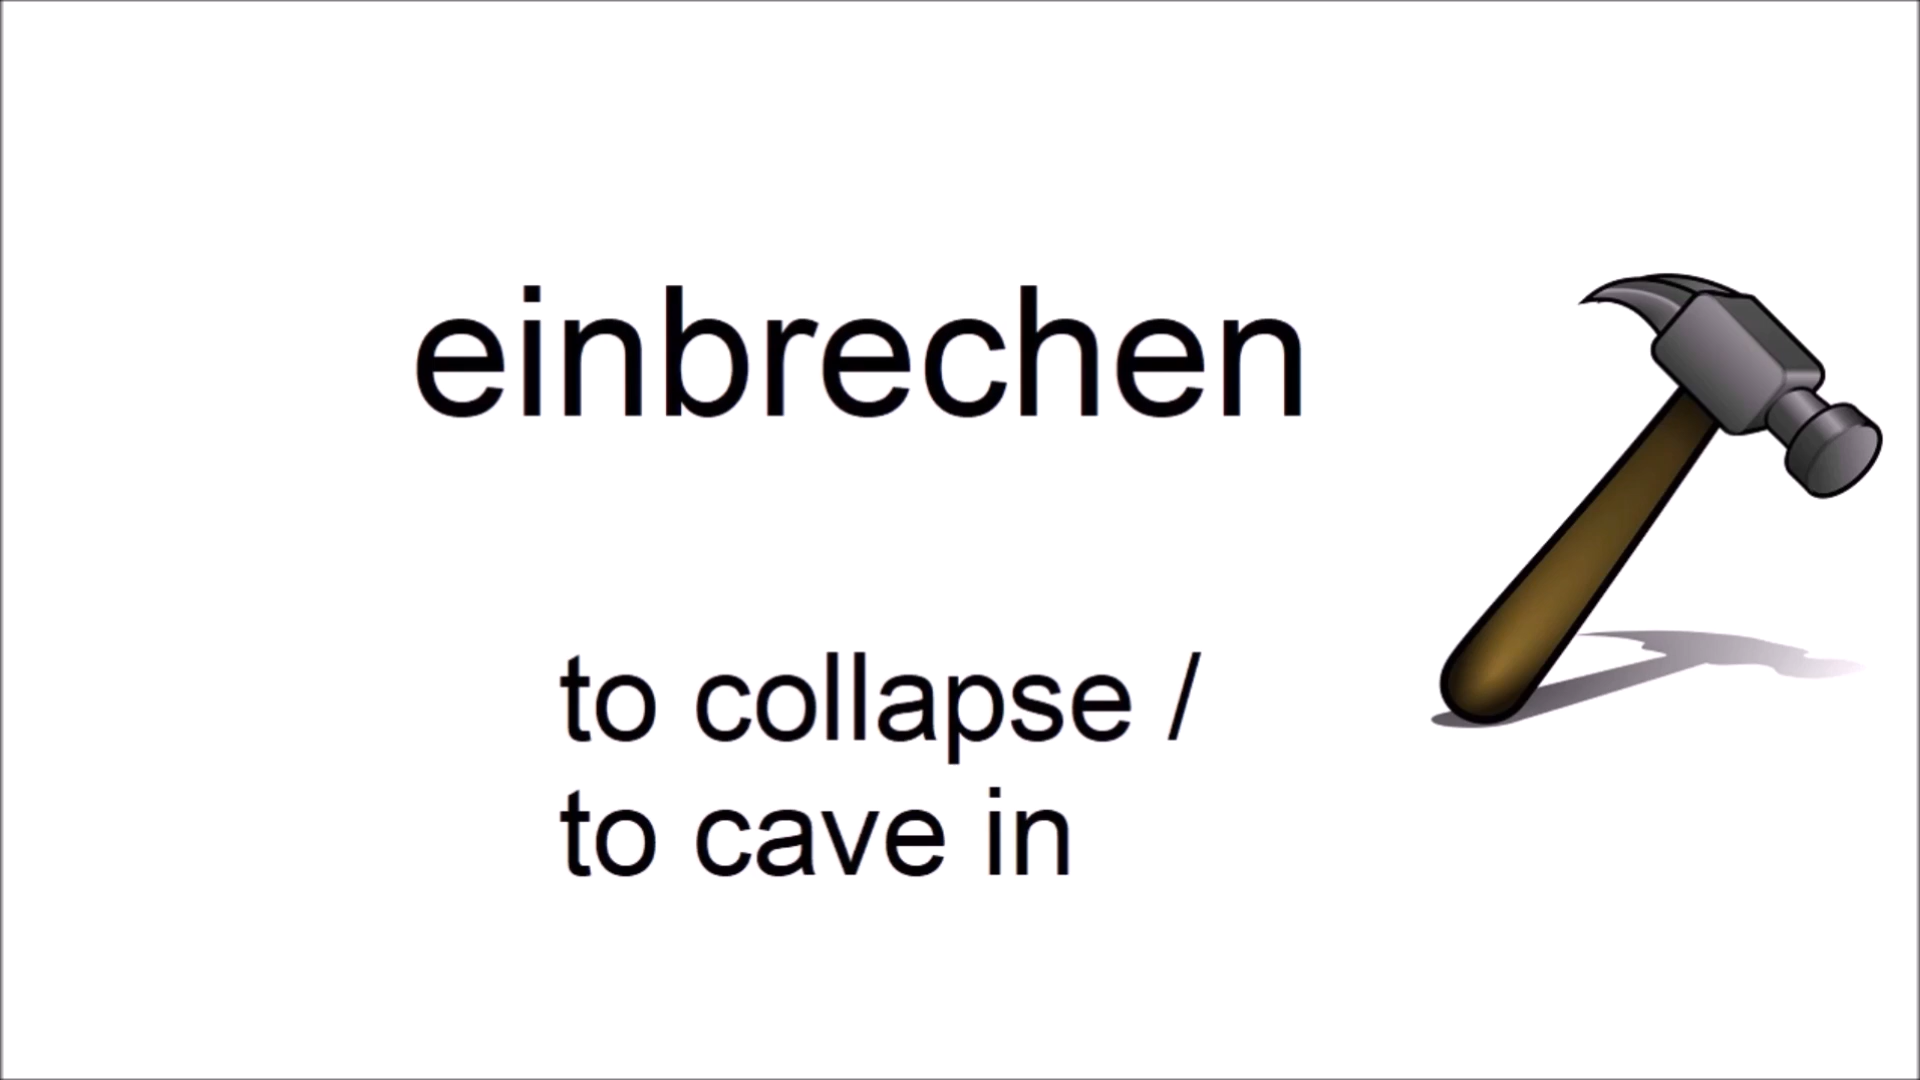 einbrechen
to collapse /
to cave in